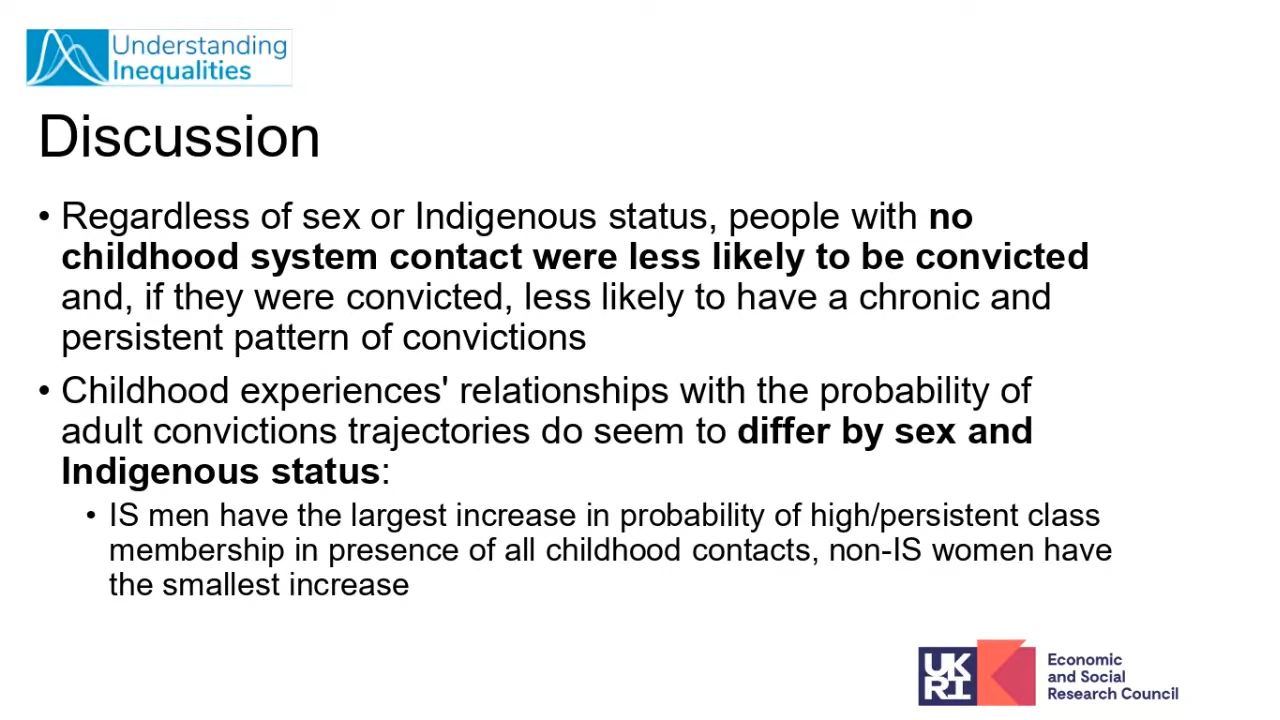 Understanding
Inequalities
Discussion
• Regardless of sex or Indigenous status, people with no
childhood system contact were less likely to be convicted
and, if they were convicted, less likely to have a chronic and
persistent pattern of convictions
• Childhood experiences' relationships with the probability of
adult convictions trajectories do seem to differ by sex and
Indigenous status:
• IS men have the largest increase in probability of high/persistent class
membership in presence of all childhood contacts, non-IS women have
the smallest increase
UK
RI
Economic
and Social
Research Council